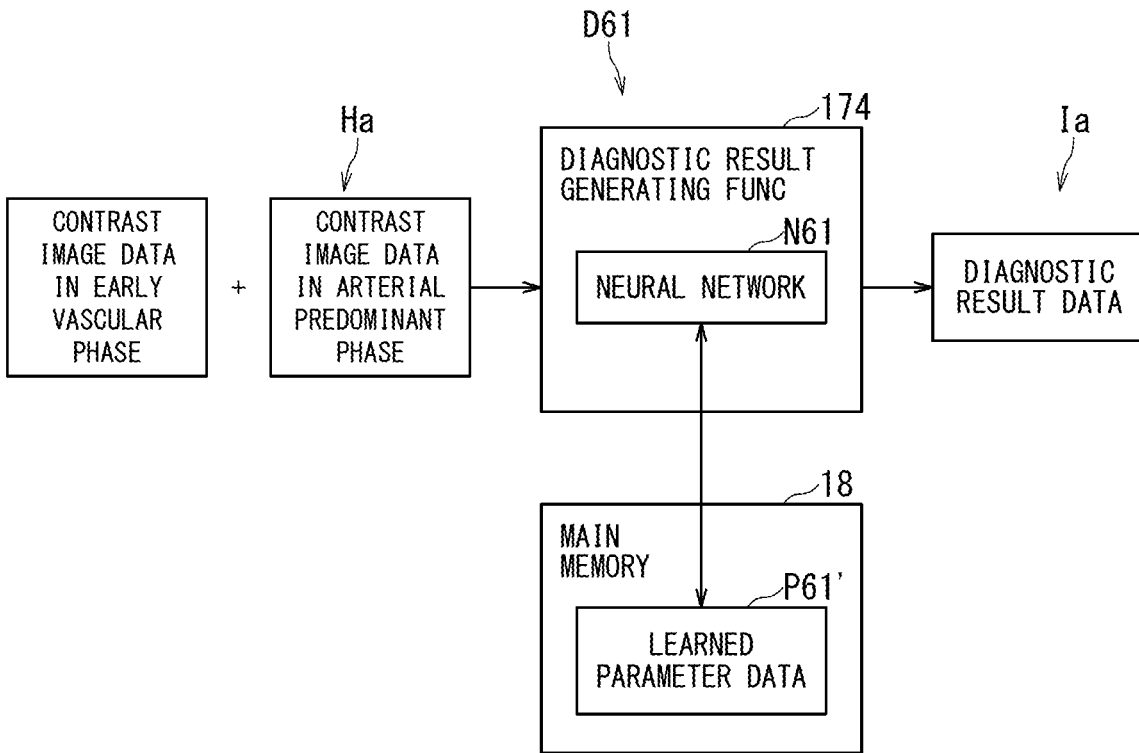 D61
Ha
174
Ia
CONTRAST
IMAGE DATA
IN EARLY
VASCULAR
PHASE
+
CONTRAST
IMAGE DATA
IN ARTERIAL
PREDOMINANT
PHASE
DIAGNOSTIC RESULT
GENERATING FUNC
N61
NEURAL NETWORK
DIAGNOSTIC
RESULT DATA
18
MAIN
MEMORY
P61'
LEARNED
PARAMETER DATA